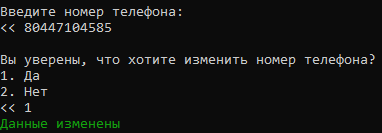 Введите номер телефона:
<< 80447104585
Вы уверены, что хотите изменить номер телефона?
1. Да
2. Нет
<< 1
Данные изменены